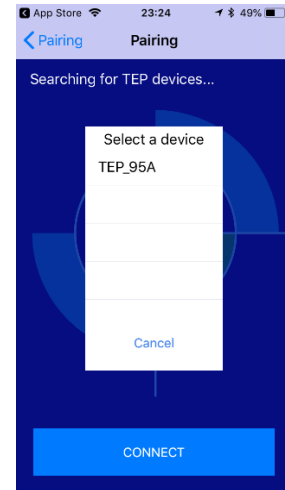 App Store 23:24 49%
Pairing Pairing
Searching for TEP devices...
Select a device
TEP_95A
Cancel
CONNECT